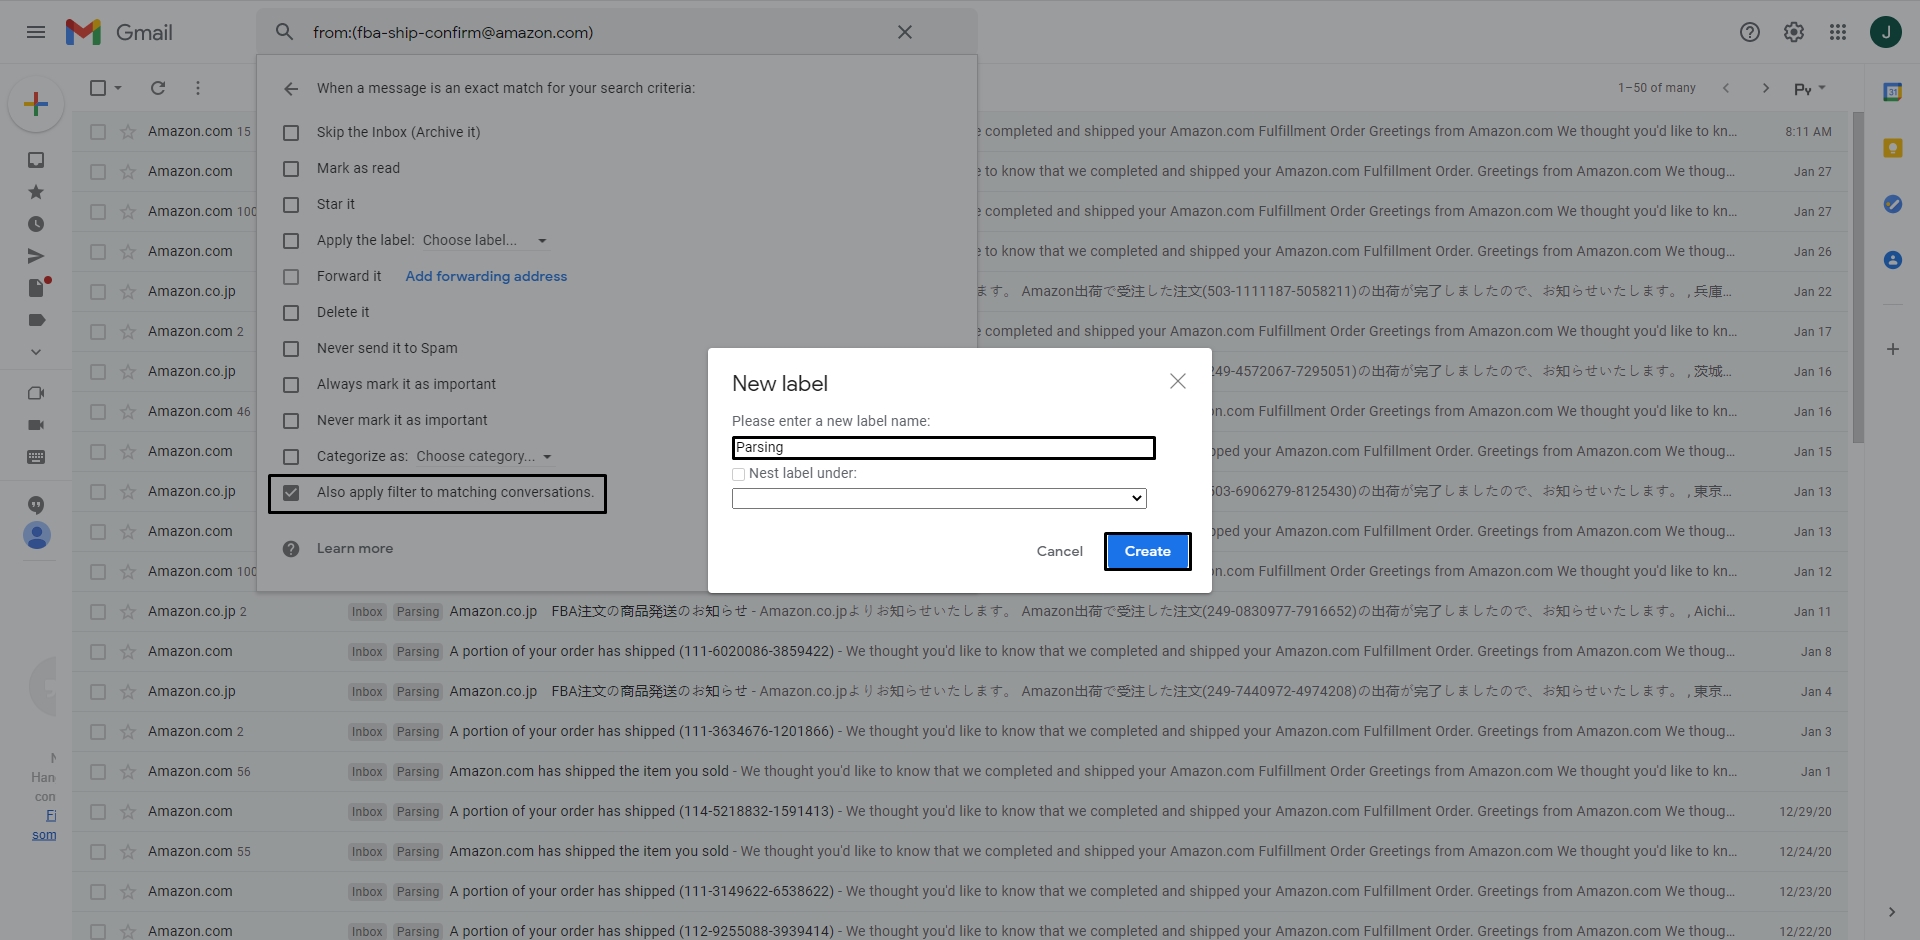 Gmail
from:(fba-ship-confirm@amazon.com)
J
1–50 of many
Py
When a message is an exact match for your search criteria:
Skip the Inbox (Archive it)
Mark as read
Star it
Apply the label: Choose label...
Forward it Add forwarding address
Delete it
Never send it to Spam
Always mark it as important
Never mark it as important
Categorize as: Choose category...
Also apply filter to matching conversations.
Learn more
New label
Please enter a new label name:
Parsing
Nest label under:
Cancel
Create
Amazon.com 15 completed and shipped your Amazon.com Fulfillment Order Greetings from Amazon.com We thought you'd like to kn... 8:11 AM
Amazon.com to know that we completed and shipped your Amazon.com Fulfillment Order. Greetings from Amazon.com We thoug... Jan 27
Amazon.com 100 completed and shipped your Amazon.com Fulfillment Order Greetings from Amazon.com We thought you'd like to kn... Jan 27
Amazon.com to know that we completed and shipped your Amazon.com Fulfillment Order. Greetings from Amazon.com We thoug... Jan 26
Amazon.co.jp ます。 Amazon出荷で受注した注文(503-1111187-5058211)の出荷が完了しましたので、お知らせいたします。 , 兵庫... Jan 22
Amazon.com 2 completed and shipped your Amazon.com Fulfillment Order Greetings from Amazon.com We thought you'd like to kn... Jan 17
Amazon.co.jp 249-4572067-7295051)の出荷が完了しましたので、お知らせいたします。 , 茨城... Jan 16
Amazon.com 46 n.com Fulfillment Order Greetings from Amazon.com We thought you'd like to kn... Jan 16
Amazon.com pped your Amazon.com Fulfillment Order. Greetings from Amazon.com We thoug... Jan 15
Amazon.co.jp 503-6906279-8125430)の出荷が完了しましたので、お知らせいたします。 , 東京... Jan 13
Amazon.com pped your Amazon.com Fulfillment Order. Greetings from Amazon.com We thoug... Jan 13
Amazon.com 100 n.com Fulfillment Order Greetings from Amazon.com We thought you'd like to kn... Jan 12
Amazon.co.jp 2 Inbox Parsing Amazon.co.jp FBA注文の商品発送のお知らせ - Amazon.co.jpよりお知らせいたします。 Amazon出荷で受注した注文(249-0830977-7916652)の出荷が完了しましたので、お知らせいたします。 , Aichi... Jan 11
Amazon.com Inbox Parsing A portion of your order has shipped (111-6020086-3859422) - We thought you'd like to know that we completed and shipped your Amazon.com Fulfillment Order. Greetings from Amazon.com We thoug... Jan 8
Amazon.co.jp Inbox Parsing Amazon.co.jp FBA注文の商品発送のお知らせ - Amazon.co.jpよりお知らせいたします。 Amazon出荷で受注した注文(249-7440972-4974208)の出荷が完了しましたので、お知らせいたします。 , 東京... Jan 4
Amazon.com 2 Inbox Parsing A portion of your order has shipped (111-3634676-1201866) - We thought you'd like to know that we completed and shipped your Amazon.com Fulfillment Order. Greetings from Amazon.com We thoug... Jan 3
Amazon.com 56 Inbox Parsing Amazon.com has shipped the item you sold - We thought you'd like to know that we completed and shipped your Amazon.com Fulfillment Order Greetings from Amazon.com We thought you'd like to kn... Jan 1
Amazon.com Inbox Parsing A portion of your order has shipped (114-5218832-1591413) - We thought you'd like to know that we completed and shipped your Amazon.com Fulfillment Order. Greetings from Amazon.com We thoug... 12/29/20
Amazon.com 55 Inbox Parsing Amazon.com has shipped the item you sold - We thought you'd like to know that we completed and shipped your Amazon.com Fulfillment Order Greetings from Amazon.com We thought you'd like to kn... 12/24/20
Amazon.com Inbox Parsing A portion of your order has shipped (111-3149622-6538622) - We thought you'd like to know that we completed and shipped your Amazon.com Fulfillment Order. Greetings from Amazon.com We thoug... 12/23/20
Amazon.com Inbox Parsing A portion of your order has shipped (112-9255088-3939414) - We thought you'd like to know that we completed and shipped your Amazon.com Fulfillment Order. Greetings from Amazon.com We thoug... 12/22/20
Han
con
Fi
som
31